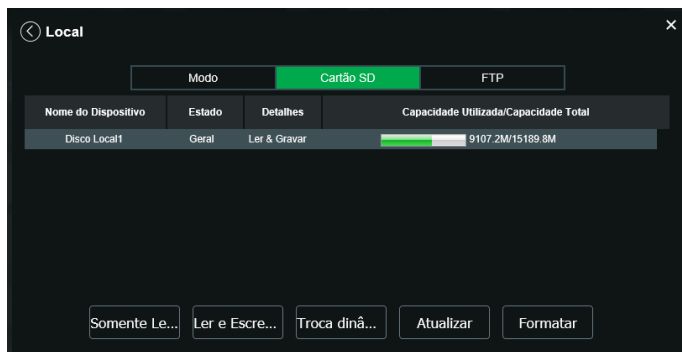 Local
×
Modo Cartão SD FTP
Nome do Dispositivo Estado Detalhes Capacidade Utilizada/Capacidade Total
Disco Local1 Geral Ler & Gravar 9107.2M/15189.8M
Somente Le... Ler e Escre... Troca dinâ... Atualizar Formatar